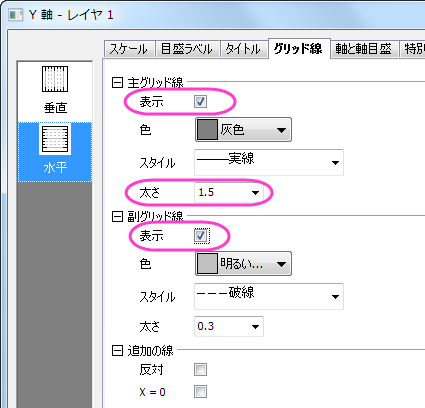 Y 軸 - レイヤ 1
スケール 目盛ラベル タイトル グリッド線 軸と軸目盛 特別
垂直
水平
主グリッド線
表示
色 灰色
スタイル 実線
太さ 1.5
副グリッド線
表示
色 明るい...
スタイル 破線
太さ 0.3
追加の線
反対
X = 0